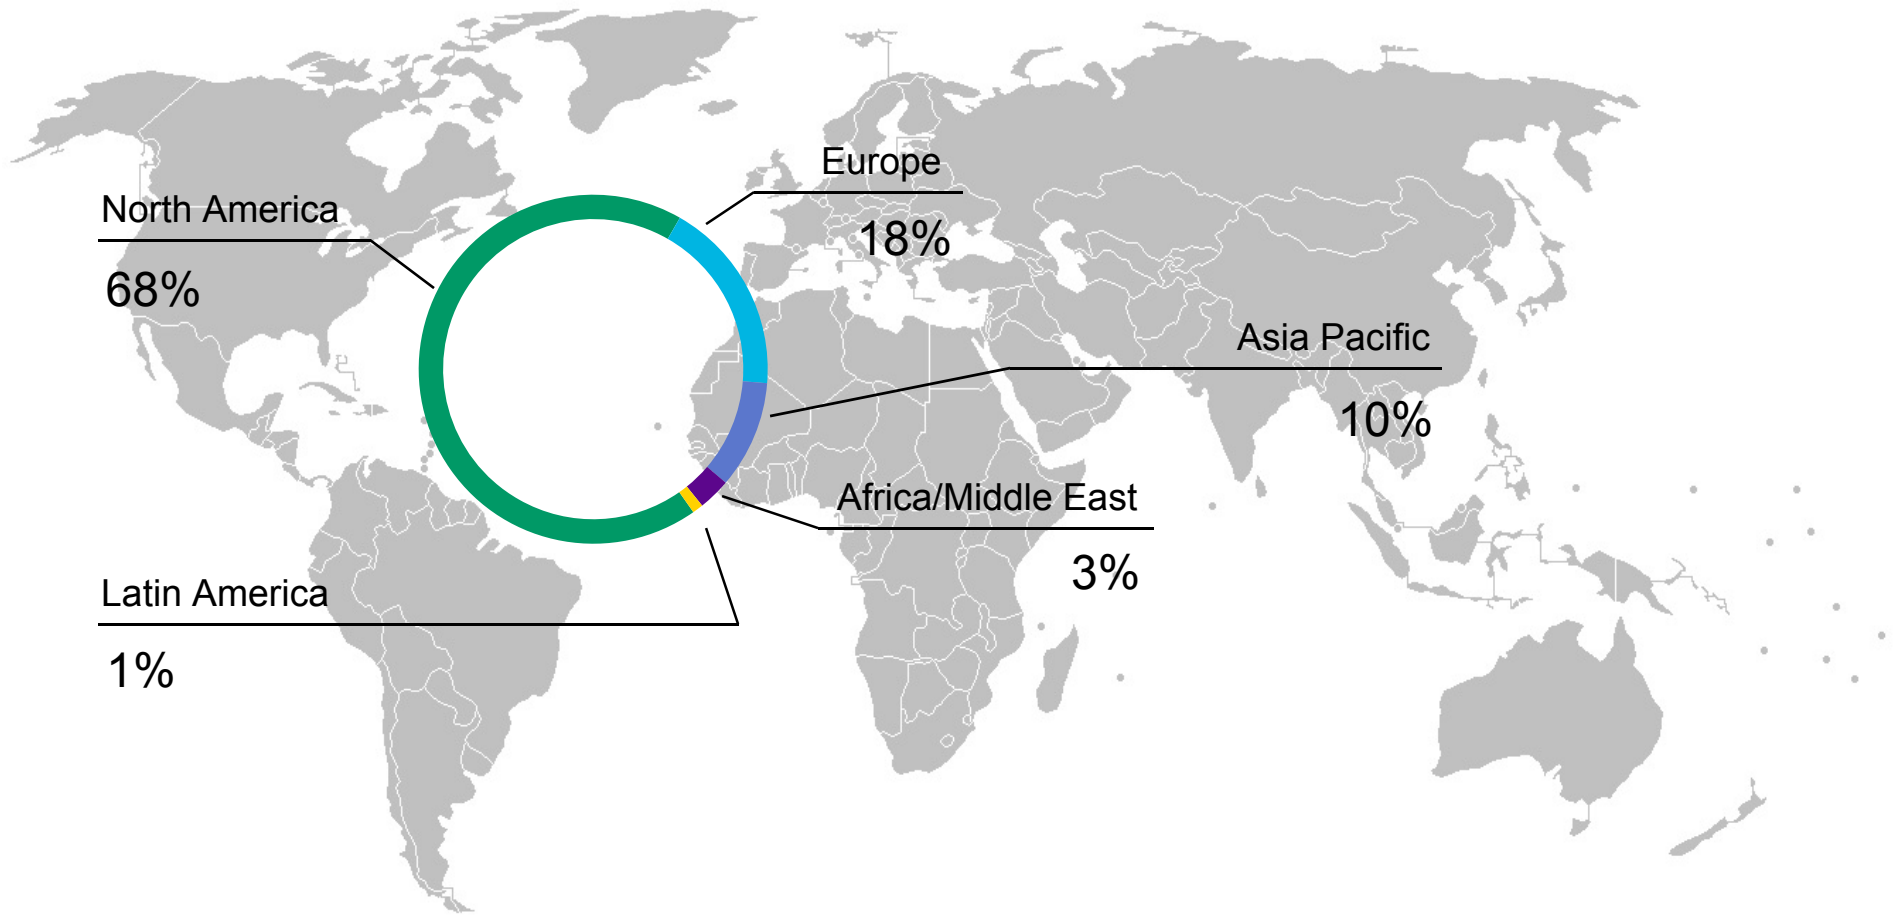 Europe
18%
North America
68%
Asia Pacific
10%
Africa/Middle East
3%
Latin America
1%